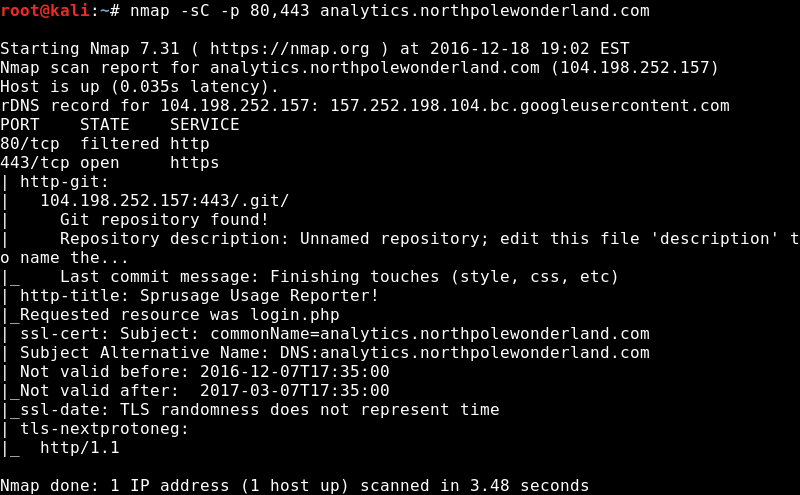 root@kali:~# nmap -sC -p 80,443 analytics.northpolewonderland.com

Starting Nmap 7.31 ( https://nmap.org ) at 2016-12-18 19:02 EST
Nmap scan report for analytics.northpolewonderland.com (104.198.252.157)
Host is up (0.035s latency).
rDNS record for 104.198.252.157: 157.252.198.104.bc.googleusercontent.com
PORT    STATE    SERVICE
80/tcp  filtered http
443/tcp open     https
| http-git:
|   104.198.252.157:443/.git/
|     Git repository found!
|     Repository description: Unnamed repository; edit this file 'description' t
o name the...
|_    Last commit message: Finishing touches (style, css, etc)
| http-title: Sprusage Usage Reporter!
|_Requested resource was login.php
| ssl-cert: Subject: commonName=analytics.northpolewonderland.com
| Subject Alternative Name: DNS:analytics.northpolewonderland.com
| Not valid before: 2016-12-07T17:35:00
|_Not valid after:  2017-03-07T17:35:00
|_ssl-date: TLS randomness does not represent time
| tls-nextprotoneg:
|_  http/1.1

Nmap done: 1 IP address (1 host up) scanned in 3.48 seconds